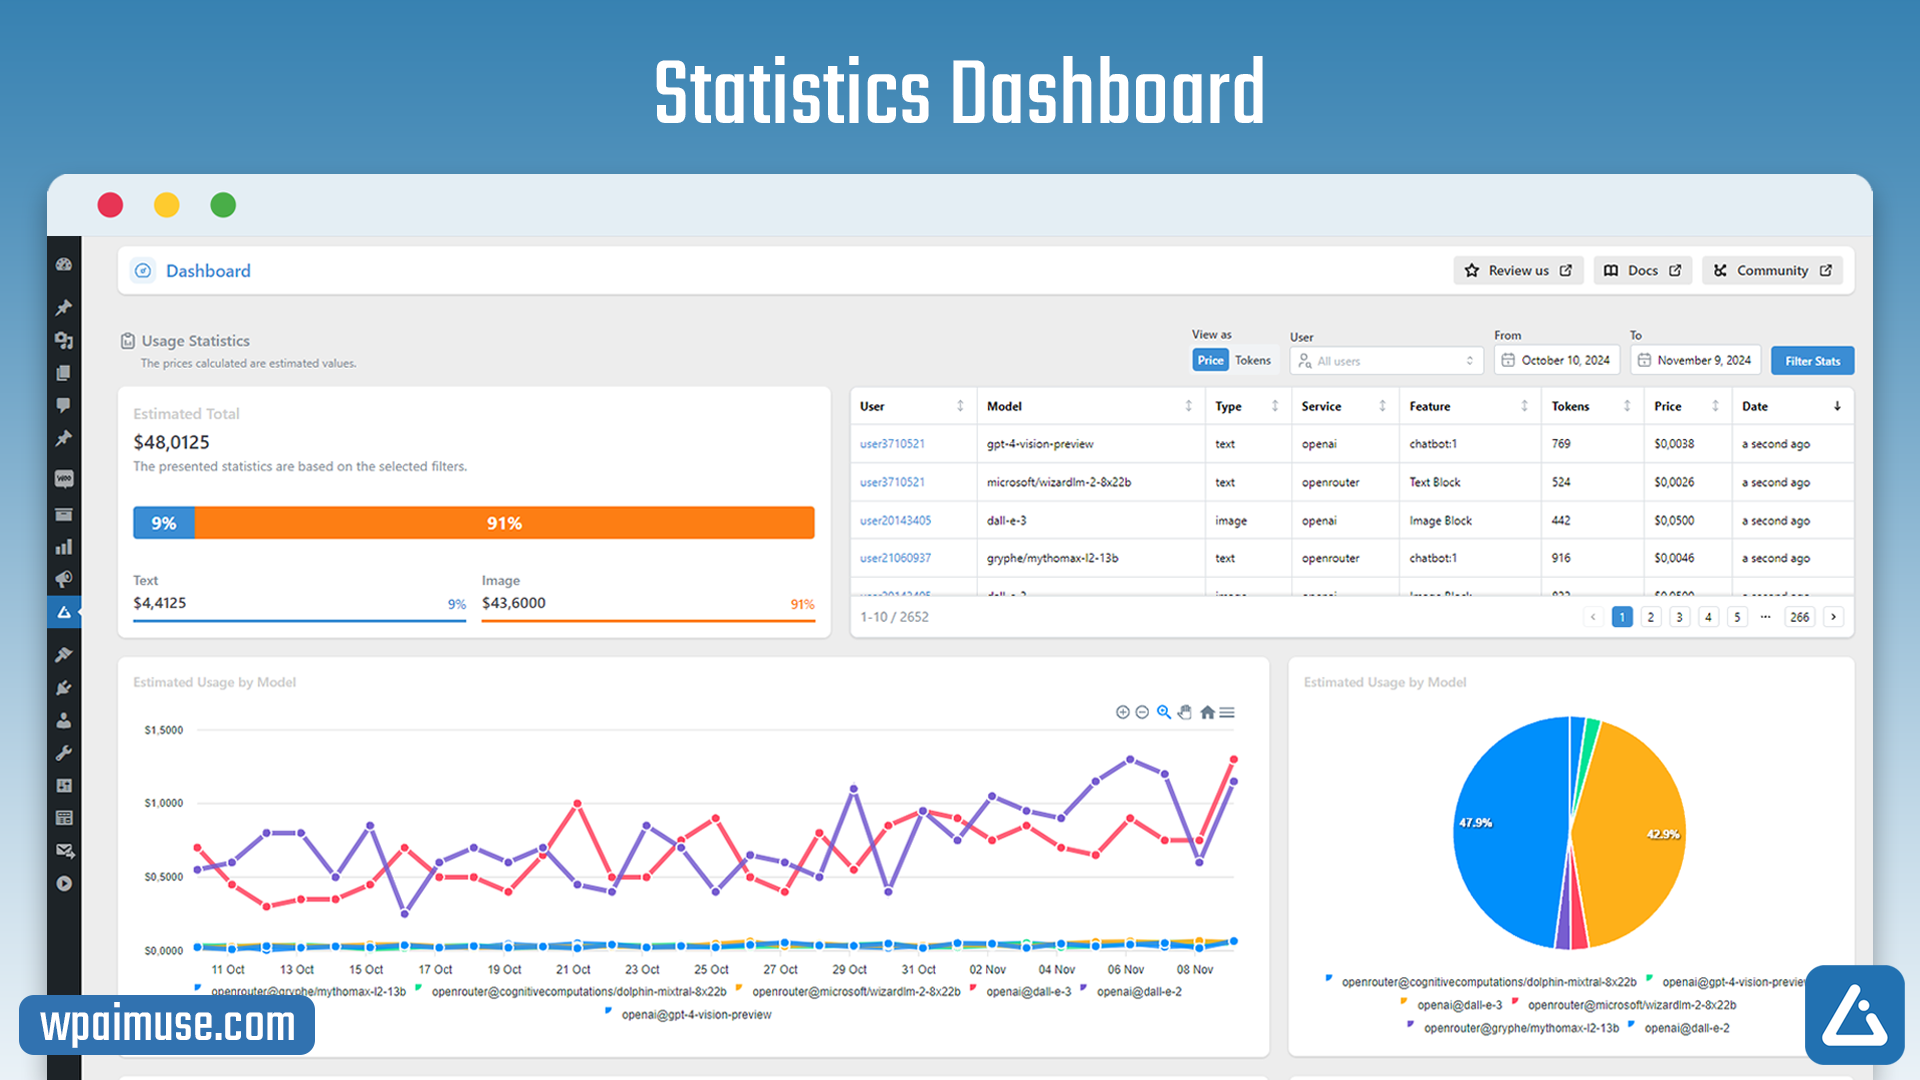 Statistics Dashboard
Dashboard
Review us
Docs
Community
Usage Statistics
The prices calculated are estimated values.
View as
Price Tokens
User
All users
From
October 10, 2024
To
November 9, 2024
Filter Stats
Estimated Total
$48,0125
The presented statistics are based on the selected filters.
9% 91%
Text
$4,4125 9%
Image
$43,6000 91%
User Model Type Service Feature Tokens Price Date
user3710521 gpt-4-vision-preview text openai chatbot:1 769 $0,0038 a second ago
user3710521 microsoft/wizardlm-2-8x22b text openrouter Text Block 524 $0,0026 a second ago
user20143405 dall-e-3 image openai Image Block 442 $0,0500 a second ago
user21060937 gryphe/mythomax-l2-13b text openrouter chatbot:1 916 $0,0046 a second ago
1-10 / 2652
‹ 1 2 3 4 5 ••• 266 ›
Estimated Usage by Model
$1,5000
$1,0000
$0,5000
$0,0000
11 Oct 13 Oct 15 Oct 17 Oct 19 Oct 21 Oct 23 Oct 25 Oct 27 Oct 29 Oct 31 Oct 02 Nov 04 Nov 06 Nov 08 Nov
openrouter@gryphe/mythomax-l2-13b openrouter@cognitivecomputations/dolphin-mixtral-8x22b openrouter@microsoft/wizardlm-2-8x22b openai@dall-e-3 openai@dall-e-2
openai@gpt-4-vision-preview
Estimated Usage by Model
47.9%
42.9%
openrouter@cognitivecomputations/dolphin-mixtral-8x22b openai@gpt-4-vision-previe
openai@dall-e-3 openrouter@microsoft/wizardlm-2-8x22b
openrouter@gryphe/mythomax-l2-13b openai@dall-e-2
wpaimuse.com